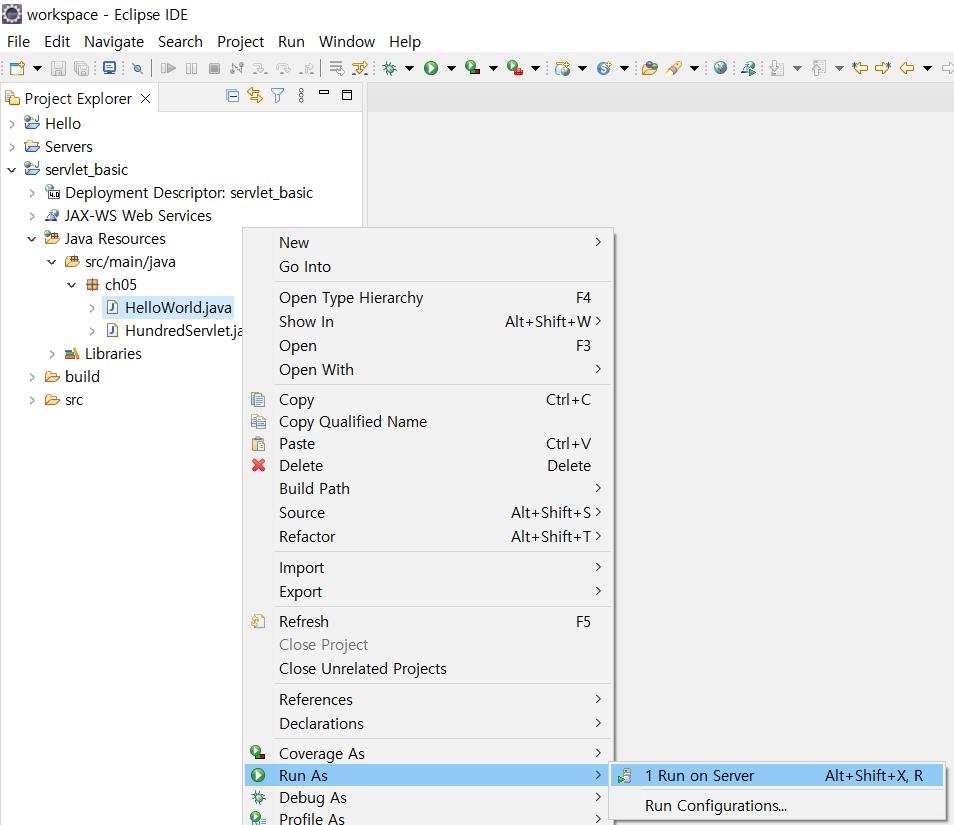 workspace - Eclipse IDE
File Edit Navigate Search Project Run Window Help
Project Explorer
Hello
Servers
servlet_basic
Deployment Descriptor: servlet_basic
JAX-WS Web Services
Java Resources
src/main/java
ch05
HelloWorld.java
HundredServlet.ja
Libraries
build
src
New
Go Into
Open Type Hierarchy F4
Show In Alt+Shift+W
Open F3
Open With
Copy Ctrl+C
Copy Qualified Name
Paste Ctrl+V
Delete Delete
Build Path
Source Alt+Shift+S
Refactor Alt+Shift+T
Import
Export
Refresh F5
Close Project
Close Unrelated Projects
References
Declarations
Coverage As
Run As
Debug As
Profile As
1 Run on Server Alt+Shift+X, R
Run Configurations...